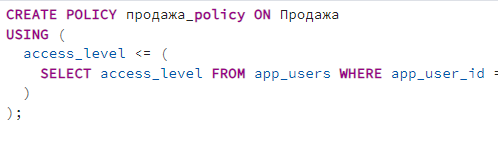 CREATE POLICY продажа_policy ON Продажа
USING (
access_level <= (
SELECT access_level FROM app_users WHERE app_user_id =
)
);